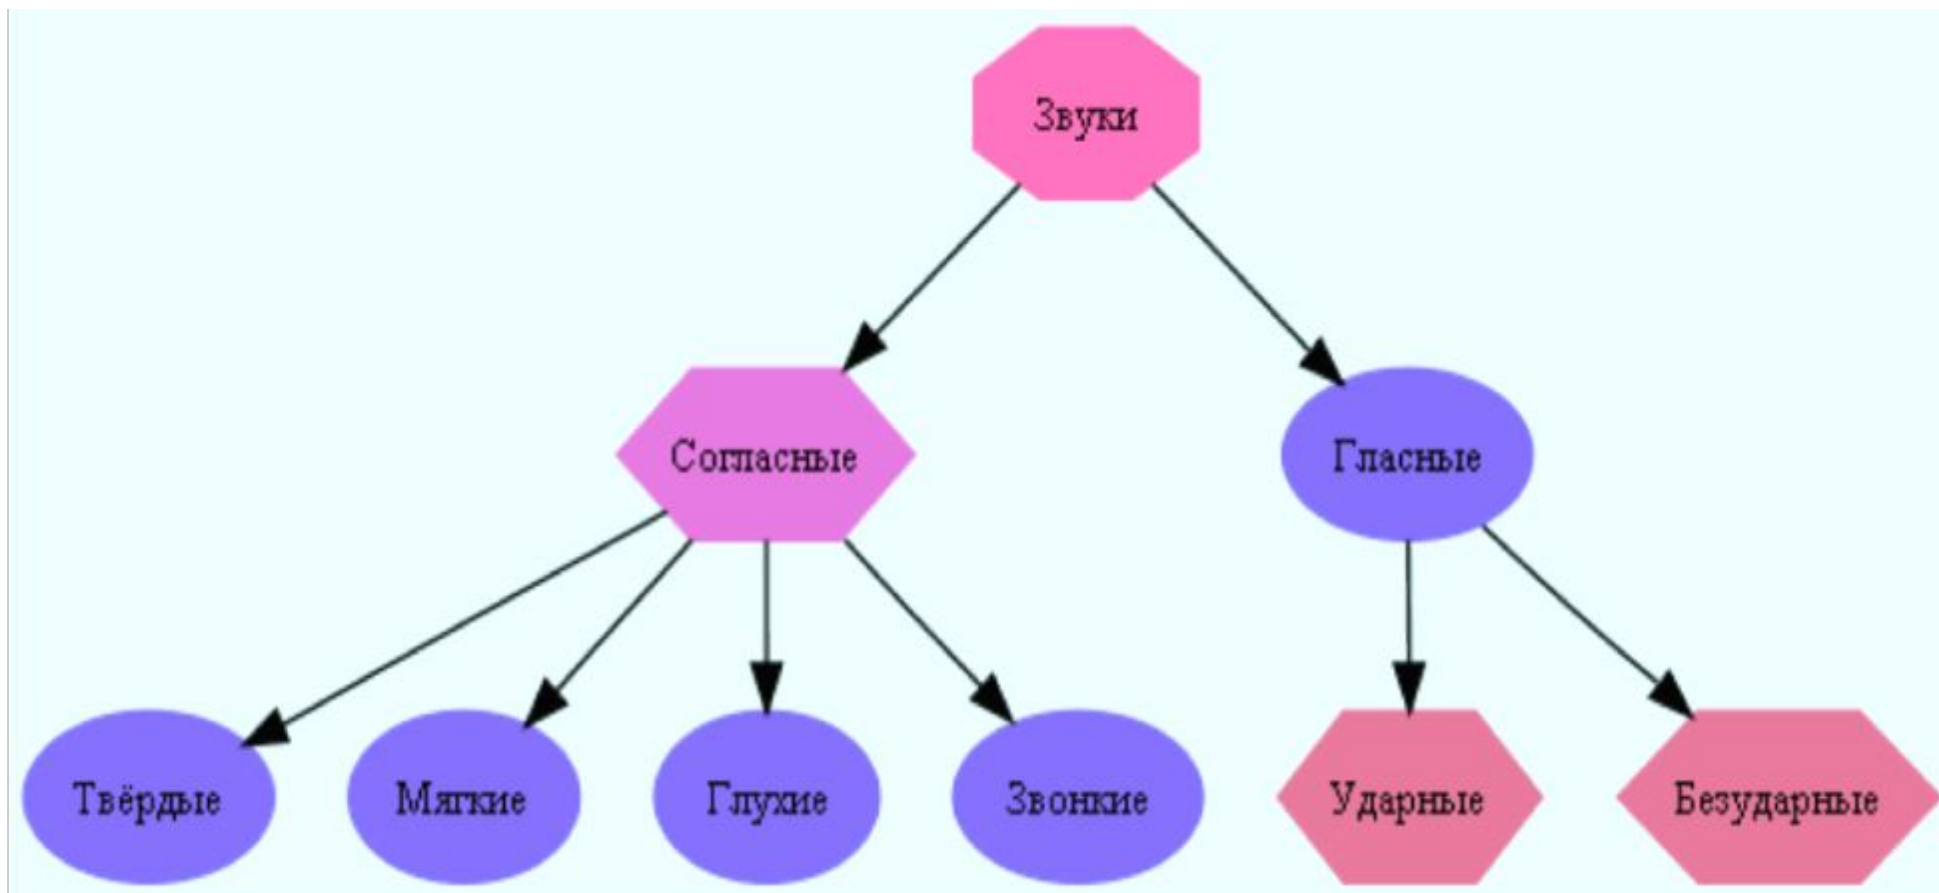 Звуки
Согласные
Гласные
Твёрдые
Мягкие
Глухие
Звонкие
Ударные
Безударные